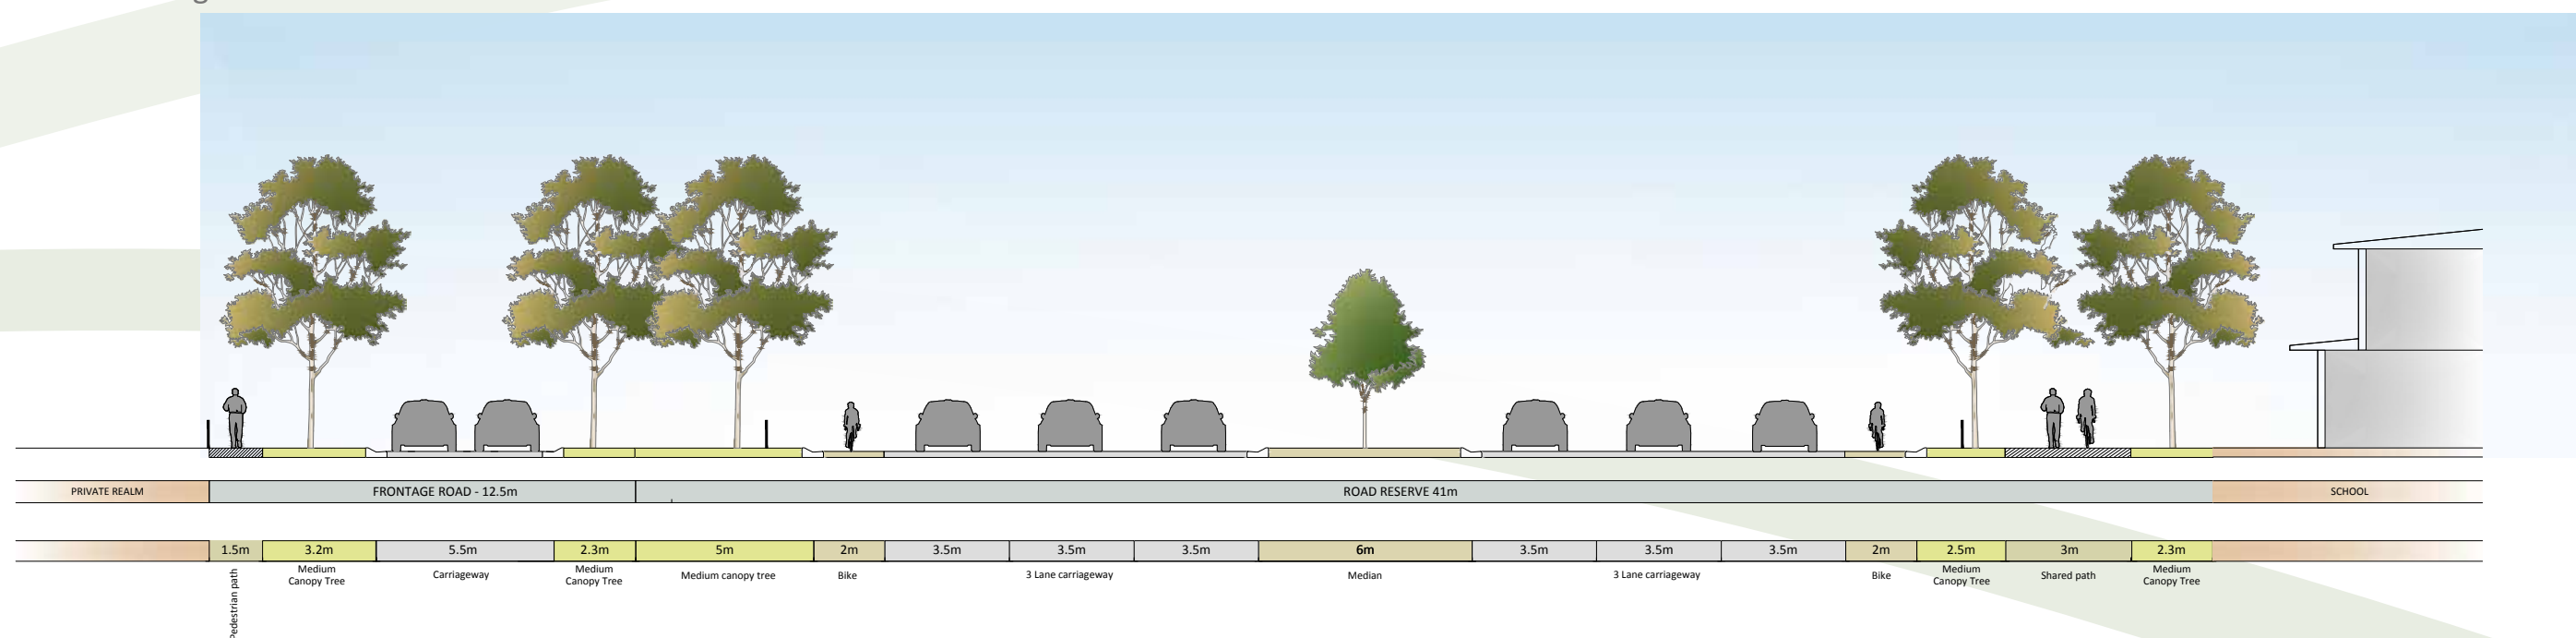 PRIVATE REALM
FRONTAGE ROAD - 12.5m
ROAD RESERVE 41m
SCHOOL
1.5m
3.2m
5.5m
2.3m
5m
2m
3.5m
3.5m
3.5m
6m
3.5m
3.5m
3.5m
2m
2.5m
3m
2.3m
Pedestrian path
Medium
Canopy Tree
Carriageway
Medium
Canopy Tree
Medium canopy tree
Bike
3 Lane carriageway
Median
3 Lane carriageway
Bike
Medium
Canopy Tree
Shared path
Medium
Canopy Tree